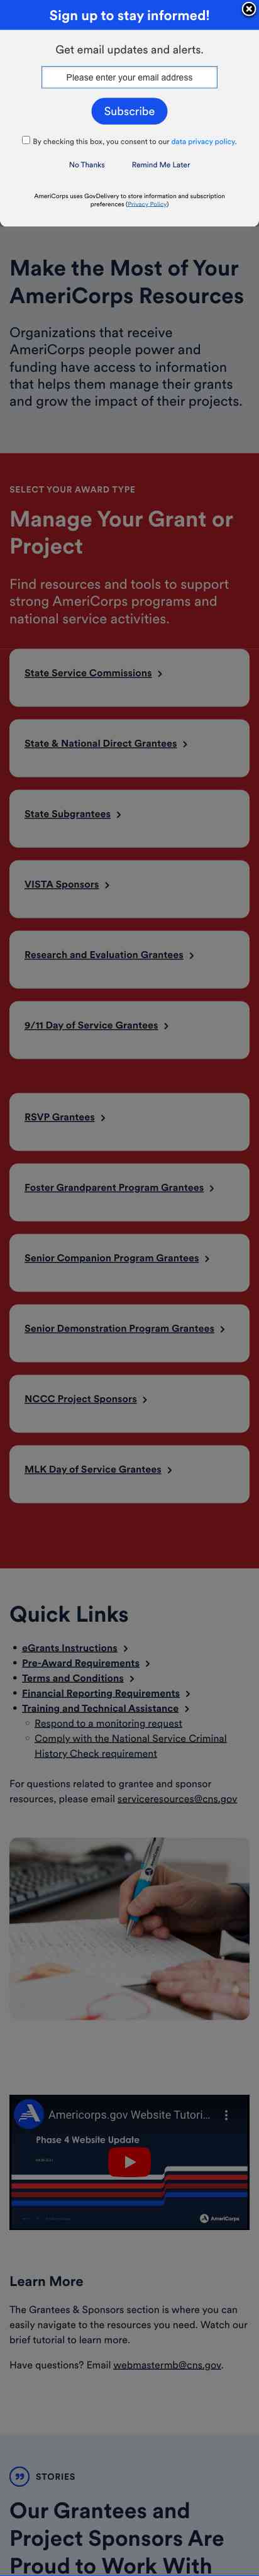 Sign up to stay informed!
Get email updates and alerts.
Please enter your email address
Subscribe
By checking this box, you consent to our data privacy policy.
No Thanks
Remind Me Later
AmeriCorps uses GovDelivery to store information and subscription
preferences (Privacy Policy)
Make the Most of Your
AmeriCorps Resources
Organizations that receive
AmeriCorps people power and
funding have access to information
that helps them manage their grants
and grow the impact of their projects.
SELECT YOUR AWARD TYPE
Manage Your Grant or
Project
Find resources and tools to support
strong AmeriCorps programs and
national service activities.
State Service Commissions
State & National Direct Grantees
State Subgrantees
VISTA Sponsors
Research and Evaluation Grantees
9/11 Day of Service Grantees
RSVP Grantees
Foster Grandparent Program Grantees
Senior Companion Program Grantees
Senior Demonstration Program Grantees
NCCC Project Sponsors
MLK Day of Service Grantees
Quick Links
eGrants Instructions
Pre-Award Requirements
Terms and Conditions
Financial Reporting Requirements
Training and Technical Assistance
Respond to a monitoring request
Comply with the National Service Criminal
History Check requirement
For questions related to grantee and sponsor
resources, please email serviceresources@cns.gov
Americorps.gov Website Tutori...
Phase 4 Website Update
AmeriCorps
Learn More
The Grantees & Sponsors section is where you can
easily navigate to the resources you need. Watch our
brief tutorial to learn more.
Have questions? Email webmastermb@cns.gov.
STORIES
Our Grantees and
Project Sponsors Are
Proud to Work With